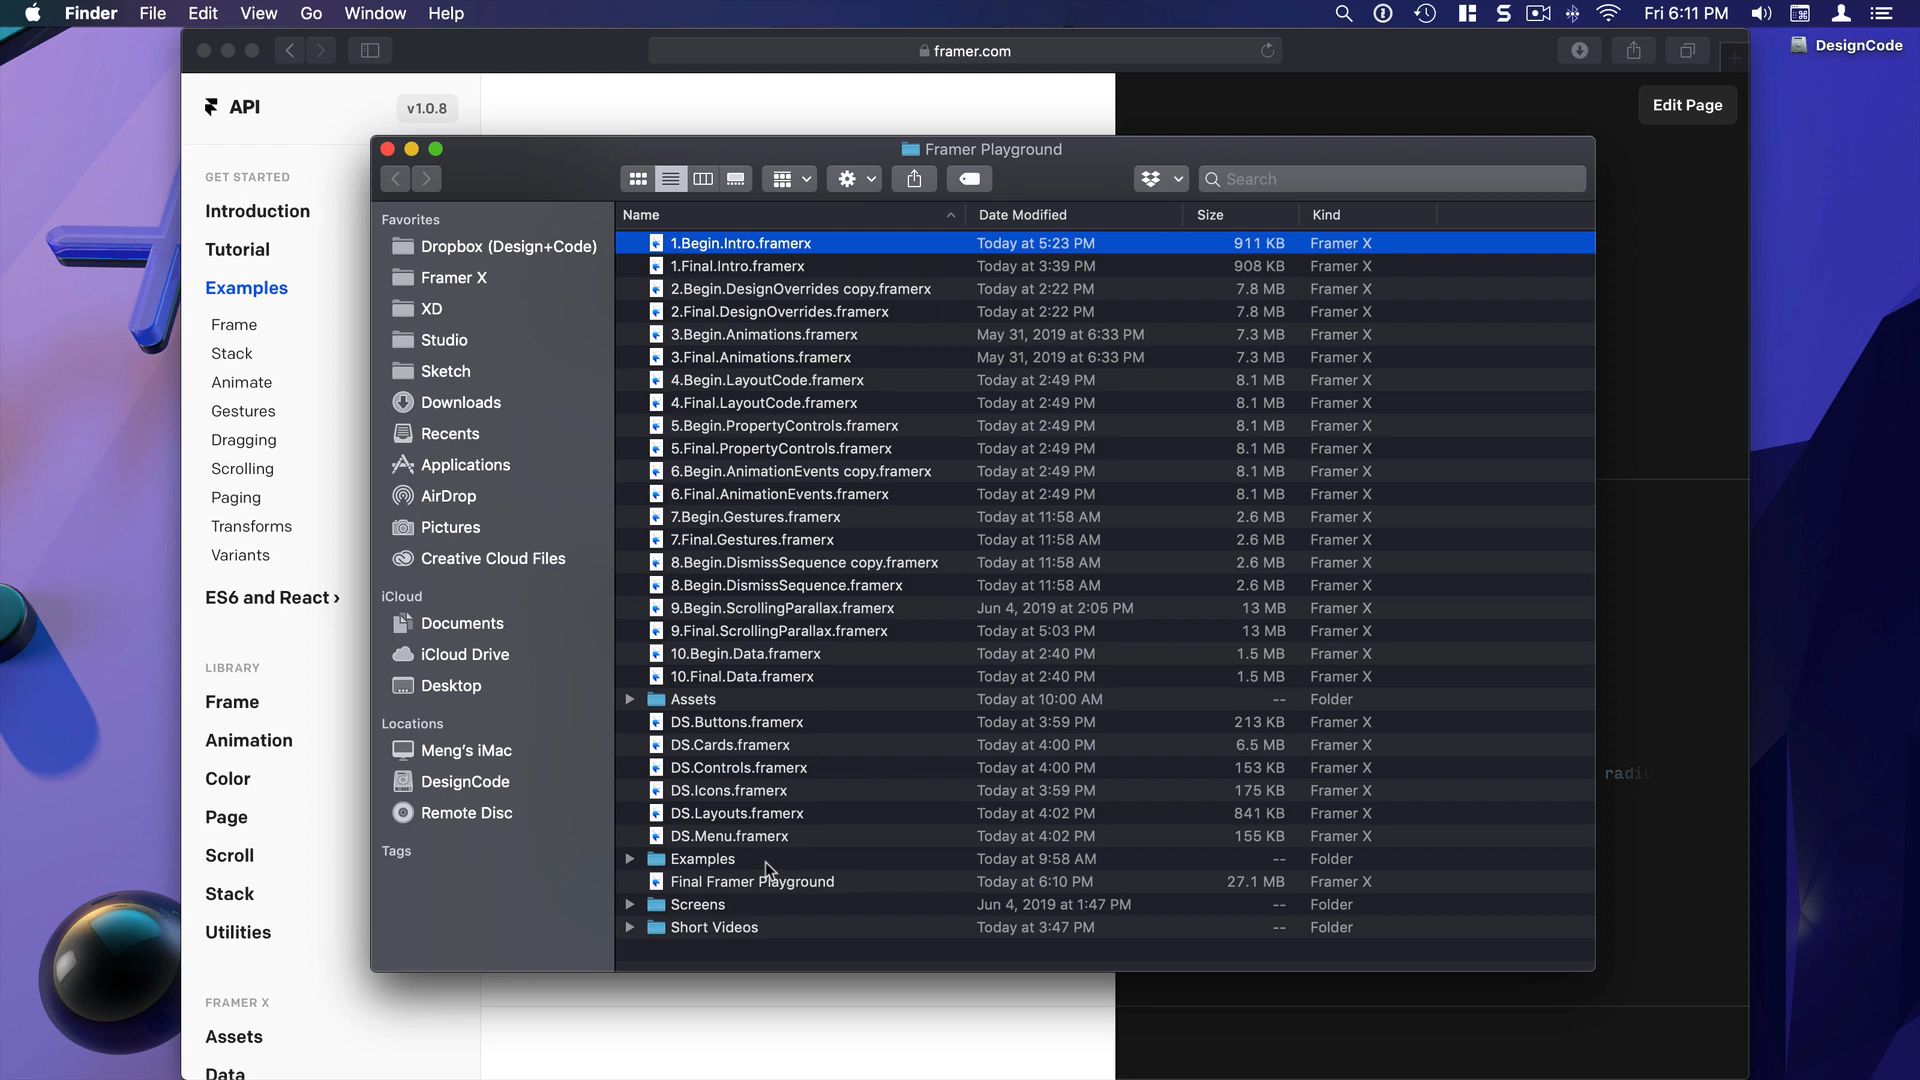 Finder File Edit View Go Window Help
Fri 6:11 PM
DesignCode
framer.com
API
v1.0.8
Edit Page
GET STARTED
Introduction
Tutorial
Examples
Frame
Stack
Animate
Gestures
Dragging
Scrolling
Paging
Transforms
Variants
ES6 and React ›
LIBRARY
Frame
Animation
Color
Page
Scroll
Stack
Utilities
FRAMER X
Assets
Data
Framer Playground
Search
Favorites
Dropbox (Design+Code)
Framer X
XD
Studio
Sketch
Downloads
Recents
Applications
AirDrop
Pictures
Creative Cloud Files
iCloud
Documents
iCloud Drive
Desktop
Locations
Meng's iMac
DesignCode
Remote Disc
Tags
Name Date Modified Size Kind
1.Begin.Intro.framerx Today at 5:23 PM 911 KB Framer X
1.Final.Intro.framerx Today at 3:39 PM 908 KB Framer X
2.Begin.DesignOverrides copy.framerx Today at 2:22 PM 7.8 MB Framer X
2.Final.DesignOverrides.framerx Today at 2:22 PM 7.8 MB Framer X
3.Begin.Animations.framerx May 31, 2019 at 6:33 PM 7.3 MB Framer X
3.Final.Animations.framerx May 31, 2019 at 6:33 PM 7.3 MB Framer X
4.Begin.LayoutCode.framerx Today at 2:49 PM 8.1 MB Framer X
4.Final.LayoutCode.framerx Today at 2:49 PM 8.1 MB Framer X
5.Begin.PropertyControls.framerx Today at 2:49 PM 8.1 MB Framer X
5.Final.PropertyControls.framerx Today at 2:49 PM 8.1 MB Framer X
6.Begin.AnimationEvents copy.framerx Today at 2:49 PM 8.1 MB Framer X
6.Final.AnimationEvents.framerx Today at 2:49 PM 8.1 MB Framer X
7.Begin.Gestures.framerx Today at 11:58 AM 2.6 MB Framer X
7.Final.Gestures.framerx Today at 11:58 AM 2.6 MB Framer X
8.Begin.DismissSequence copy.framerx Today at 11:58 AM 2.6 MB Framer X
8.Begin.DismissSequence.framerx Today at 11:58 AM 2.6 MB Framer X
9.Begin.ScrollingParallax.framerx Jun 4, 2019 at 2:05 PM 13 MB Framer X
9.Final.ScrollingParallax.framerx Today at 5:03 PM 13 MB Framer X
10.Begin.Data.framerx Today at 2:40 PM 1.5 MB Framer X
10.Final.Data.framerx Today at 2:40 PM 1.5 MB Framer X
Assets Today at 10:00 AM -- Folder
DS.Buttons.framerx Today at 3:59 PM 213 KB Framer X
DS.Cards.framerx Today at 4:00 PM 6.5 MB Framer X
DS.Controls.framerx Today at 4:00 PM 153 KB Framer X
DS.Icons.framerx Today at 3:59 PM 175 KB Framer X
DS.Layouts.framerx Today at 4:02 PM 841 KB Framer X
DS.Menu.framerx Today at 4:02 PM 155 KB Framer X
Examples Today at 9:58 AM -- Folder
Final Framer Playground Today at 6:10 PM 27.1 MB Framer X
Screens Jun 4, 2019 at 1:47 PM -- Folder
Short Videos Today at 3:47 PM -- Folder